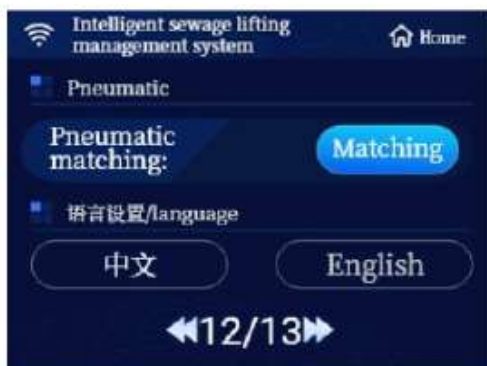 Intelligent sewage lifting
management system
Home
Pneumatic
Pneumatic
matching:
Matching
语言设置/language
中文
English
12/13